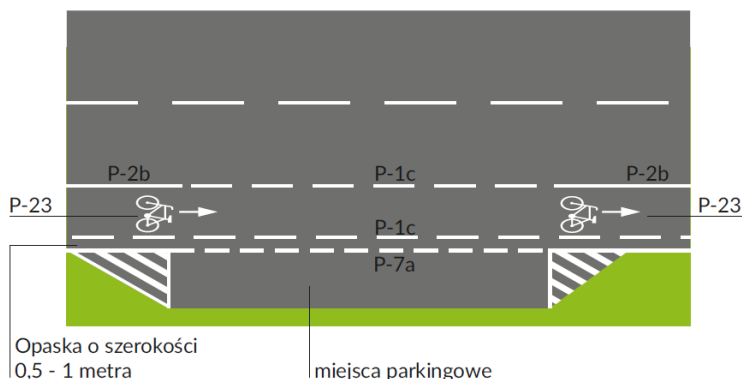 P-2b P-1c P-2b
P-23 P-23
P-1c
P-7a
Opaska o szerokości
0,5 - 1 metra
miejsca parkingowe